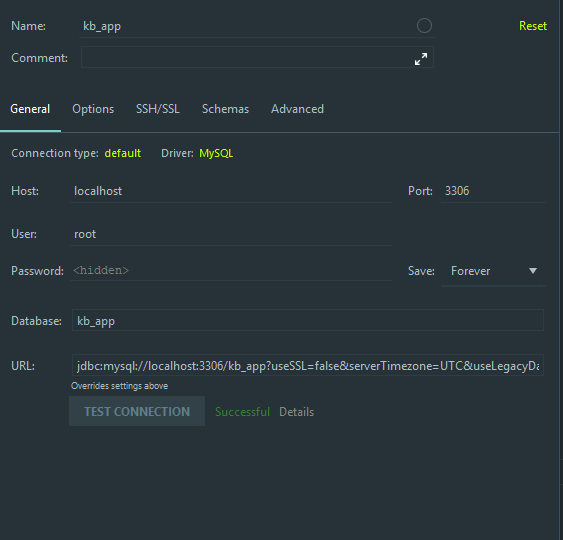 Name: kb_app Reset
Comment:
General Options SSH/SSL Schemas Advanced
Connection type: default Driver: MySQL
Host: localhost Port: 3306
User: root
Password: <hidden> Save: Forever
Database: kb_app
URL: jdbc:mysql://localhost:3306/kb_app?useSSL=false&serverTimezone=UTC&useLegacyDa
Overrides settings above
TEST CONNECTION Successful Details